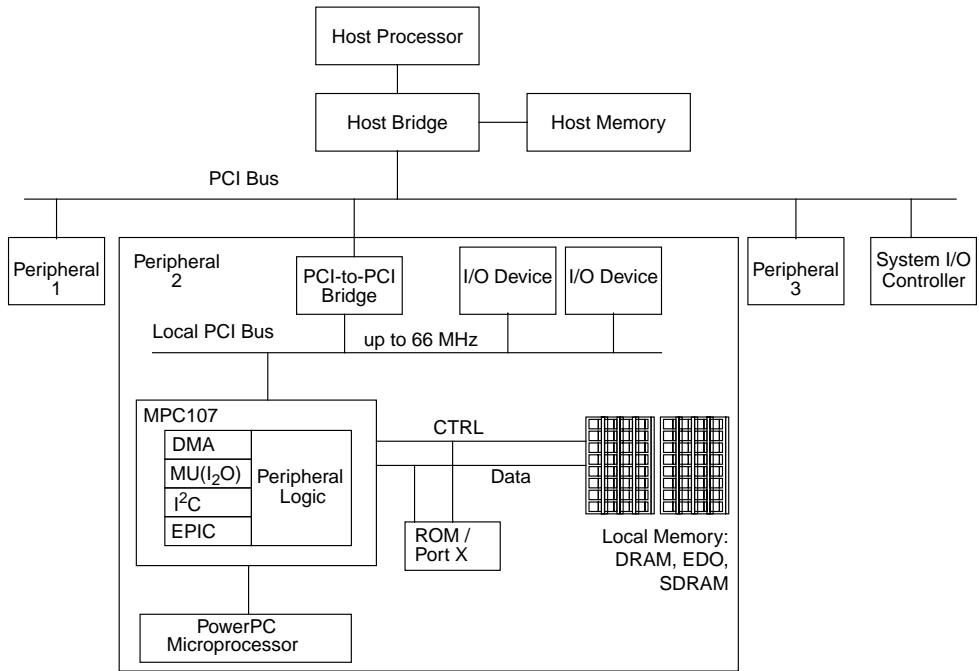 Host Processor
Host Bridge
Host Memory
PCI Bus
Peripheral
1
Peripheral
2
PCI-to-PCI
Bridge
I/O Device
I/O Device
Peripheral
3
System I/O
Controller
Local PCI Bus
up to 66 MHz
MPC107
DMA
MU(I₂O)
I²C
EPIC
Peripheral
Logic
CTRL
Data
ROM /
Port X
Local Memory:
DRAM, EDO,
SDRAM
PowerPC
Microprocessor